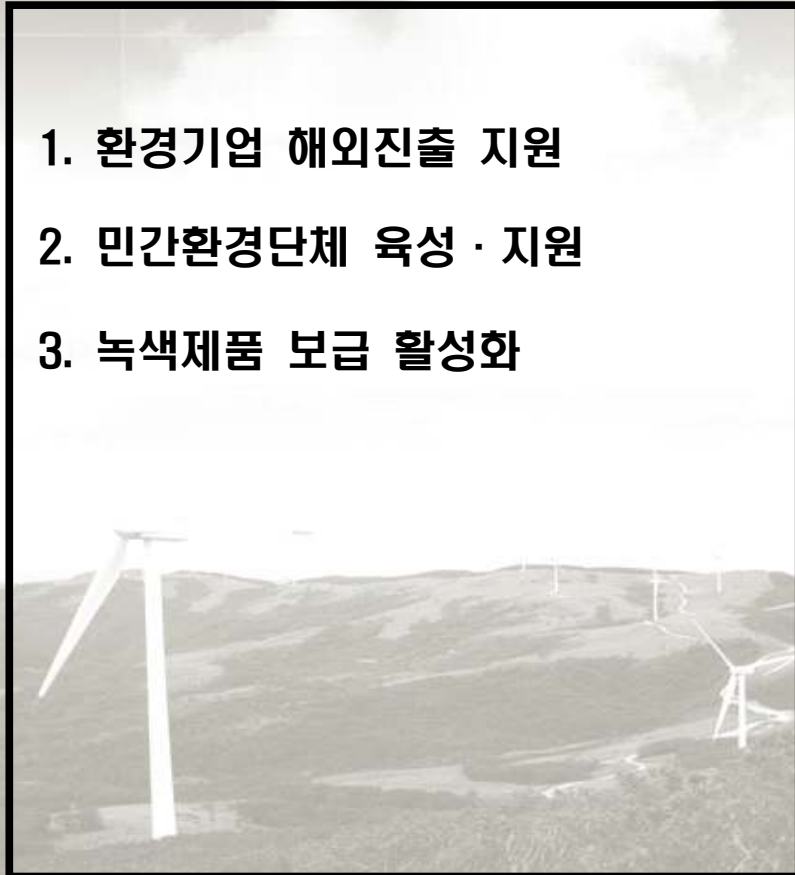 1. 환경기업 해외진출 지원
2. 민간환경단체 육성 · 지원
3. 녹색제품 보급 활성화